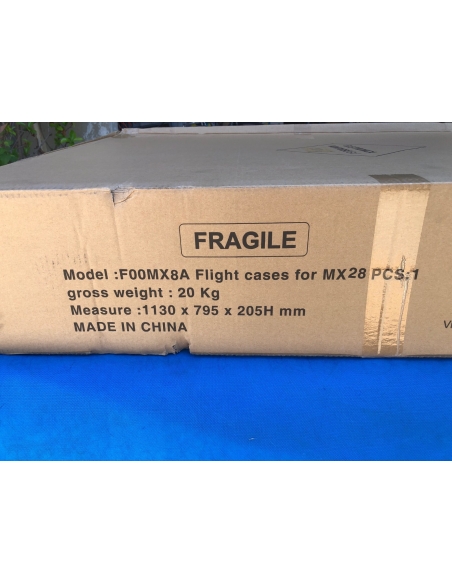 FRAGILE
Model :F00MX8A Flight cases for MX28 PCS:1
gross weight : 20 Kg
Measure :1130 x 795 x 205H mm
MADE IN CHINA